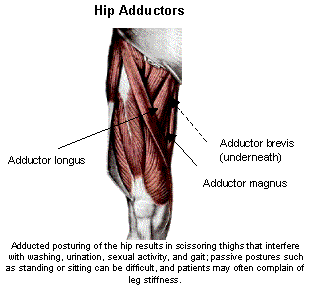 Hip Adductors
Adductor brevis
(underneath)
Adductor longus
Adductor magnus
Adducted posturing of the hip results in scissoring thighs that interfere
with washing, urination, sexual activity, and gait; passive postures such
as standing or sitting can be difficult, and patients may often complain of
leg stiffness.